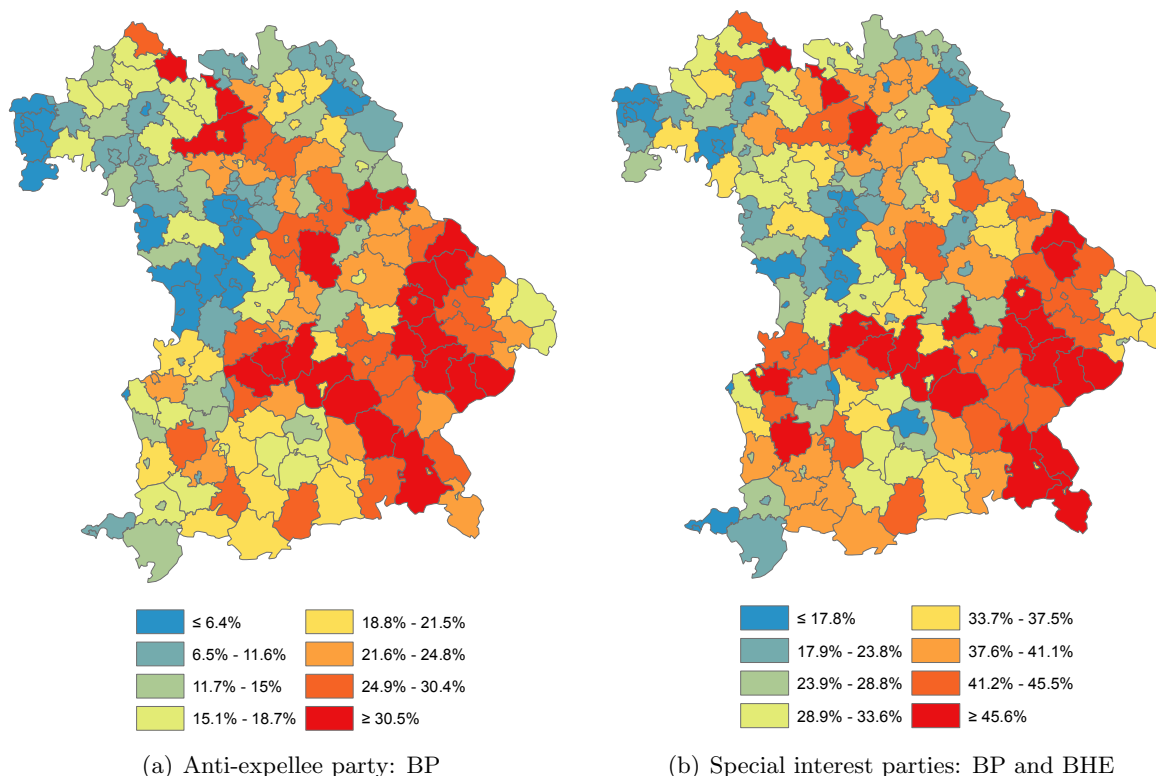 ≤ 6.4%
6.5% - 11.6%
11.7% - 15%
15.1% - 18.7%
18.8% - 21.5%
21.6% - 24.8%
24.9% - 30.4%
≥ 30.5%
(a) Anti-expellee party: BP
≤ 17.8%
17.9% - 23.8%
23.9% - 28.8%
28.9% - 33.6%
33.7% - 37.5%
37.6% - 41.1%
41.2% - 45.5%
≥ 45.6%
(b) Special interest parties: BP and BHE